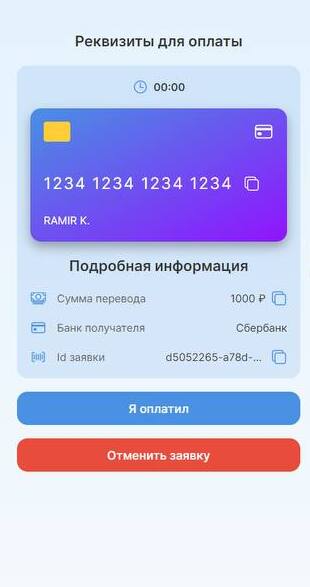 Реквизиты для оплаты
00:00
1234 1234 1234 1234
RAMIR K.
Подробная информация
Сумма перевода 1000 ₽
Банк получателя Сбербанк
Id заявки d5052265-a78d-...
Я оплатил
Отменить заявку